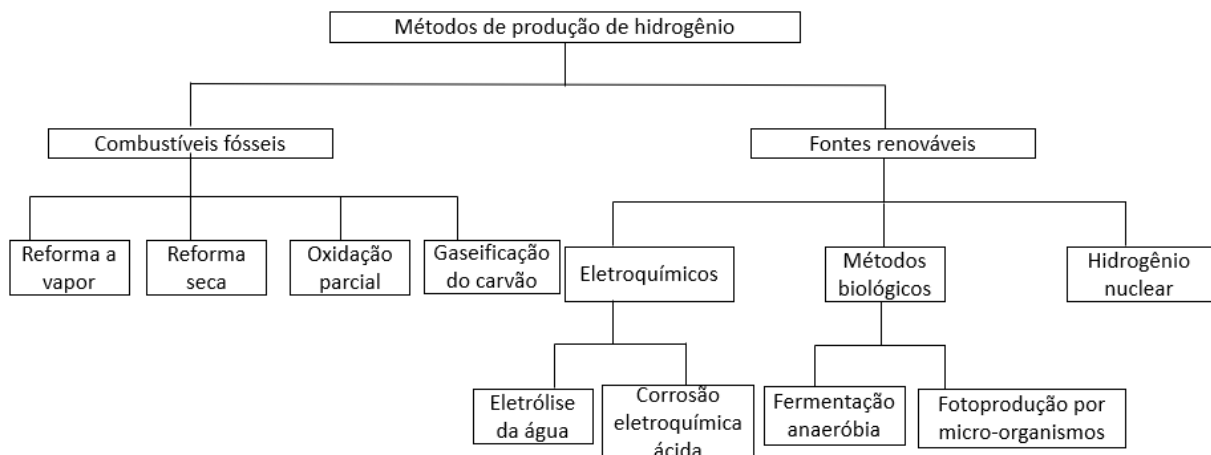 Métodos de produção de hidrogênio
Combustíveis fósseis
Fontes renováveis
Reforma a
vapor
Reforma
seca
Oxidação
parcial
Gaseificação
do carvão
Eletroquímicos
Métodos
biológicos
Hidrogênio
nuclear
Eletrólise
da água
Corrosão
eletroquímica
ácida
Fermentação
anaeróbia
Fotoprodução por
micro-organismos